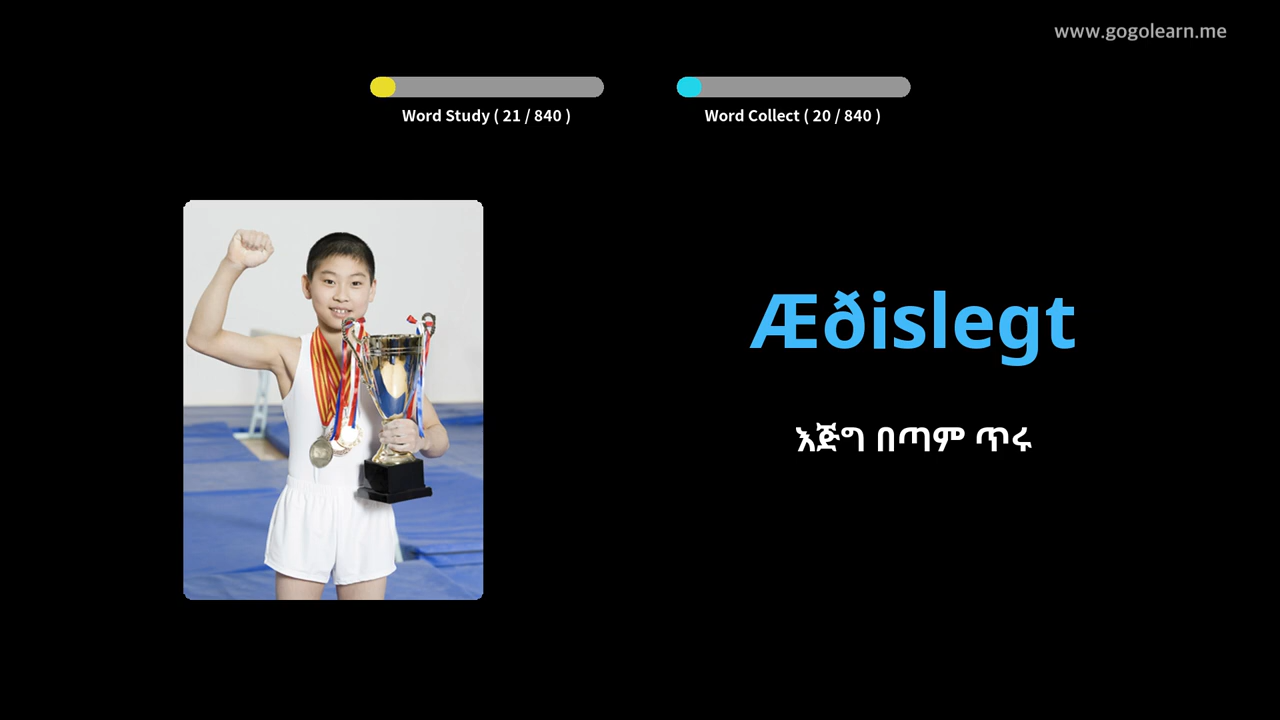 www.gogolearn.me
Word Study ( 21 / 840 )
Word Collect ( 20 / 840 )
Æðislegt
እጅግ በጣም ጥሩ